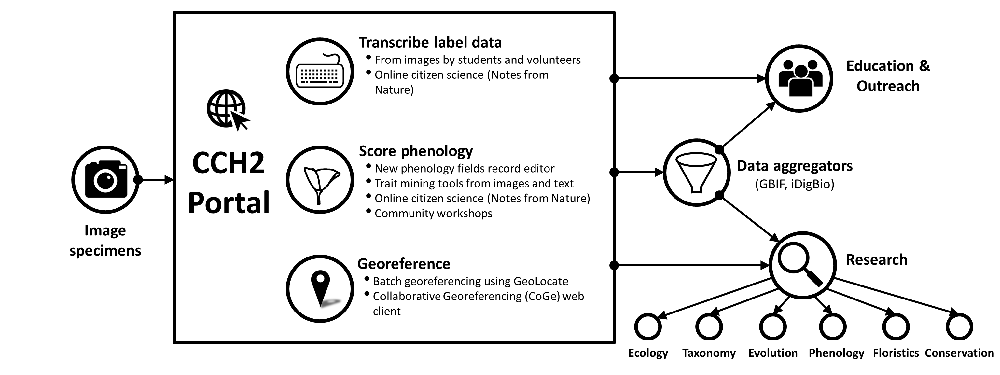 Image
specimens
CCH2
Portal
Transcribe label data
• From images by students and volunteers
• Online citizen science (Notes from
Nature)
Score phenology
• New phenology fields record editor
• Trait mining tools from images and text
• Online citizen science (Notes from Nature)
• Community workshops
Georeference
• Batch georeferencing using GeoLocate
• Collaborative Georeferencing (CoGe) web
client
Education &
Outreach
Data aggregators
(GBIF, iDigBio)
Research
Ecology
Taxonomy
Evolution
Phenology
Floristics
Conservation